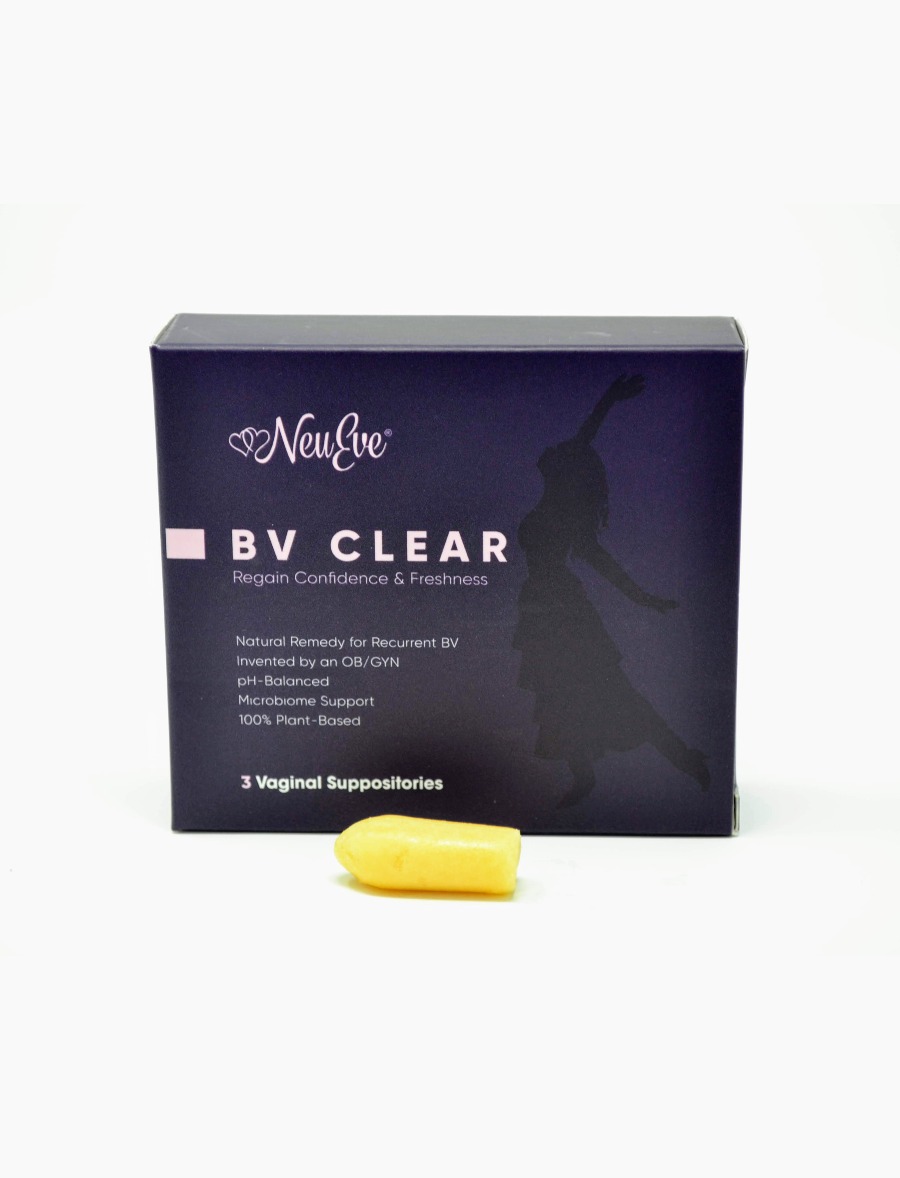 NeuEve®
BV CLEAR
Regain Confidence & Freshness
Natural Remedy for Recurrent BV
Invented by an OB/GYN
pH-Balanced
Microbiome Support
100% Plant-Based
3 Vaginal Suppositories